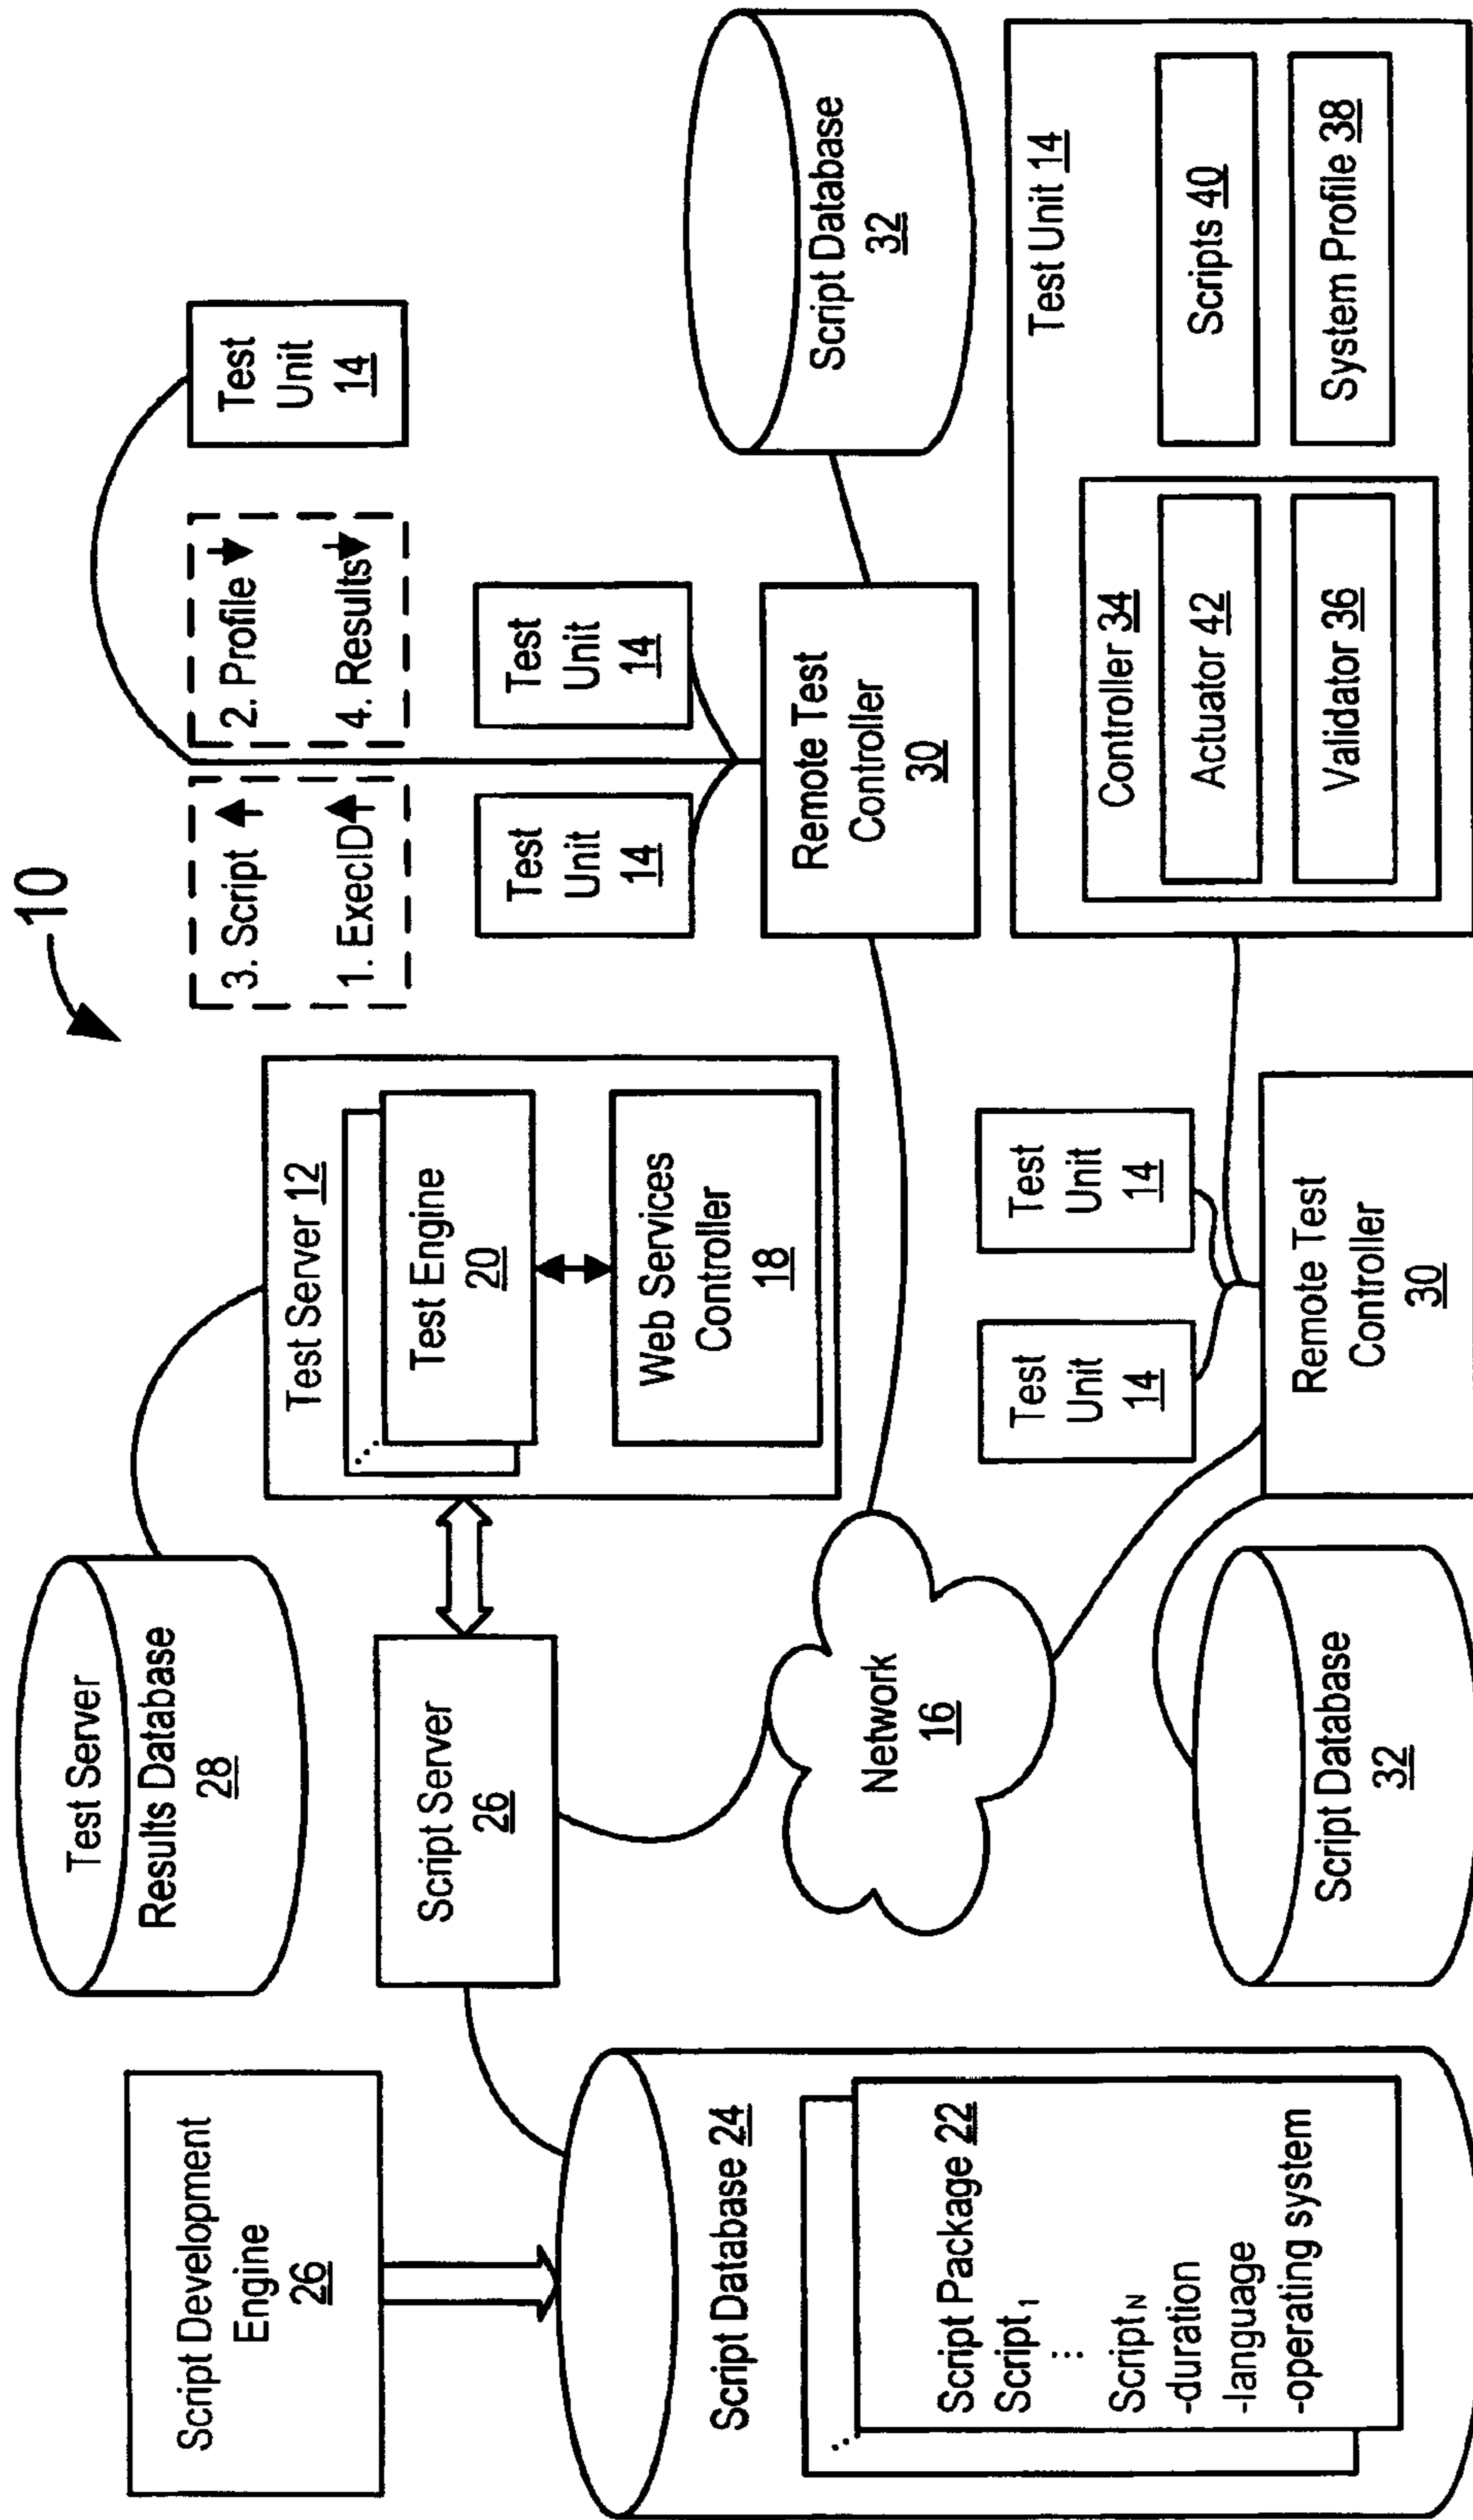 10
Script Development
Engine
26
Test Server
Results Database
28
Script Server
26
Test Server 12
Test Engine
20
Web Services
Controller
18
3. Script
1. ExecID
2. Profile
4. Results
Test
Unit
14
Test
Unit
14
Test
Unit
14
Remote Test
Controller
30
Script Database
32
Script Database 24
Script Package 22
Script 1
⋮
Script N
-duration
-language
-operating system
Network
16
Script Database
32
Test
Unit
14
Test
Unit
14
Remote Test
Controller
30
Test Unit 14
Controller 34
Actuator 42
Validator 36
Scripts 40
System Profile 38